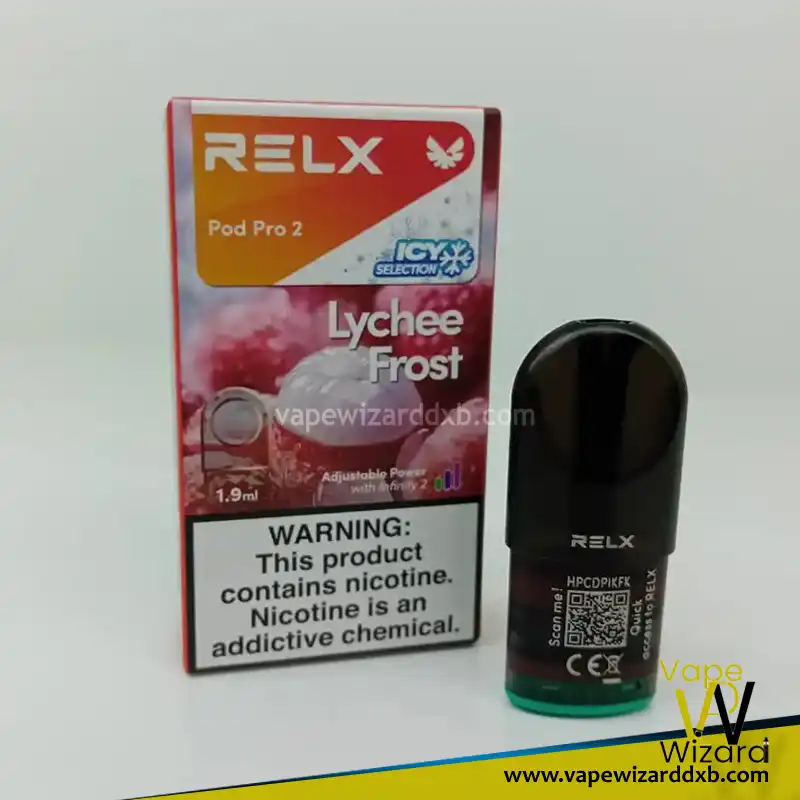 RELX
Pod Pro 2
ICY
SELECTION
Lychee
Frost
vapewizarddxb.com
Adjustable Power
with Infinity 2
1.9ml
WARNING:
This product
contains nicotine.
Nicotine is an
addictive chemical.
RELX
HPCDPIKFK
Scan me!
Quick
access to RELX
CE
Vape
Wizard
www.vapewizarddxb.com